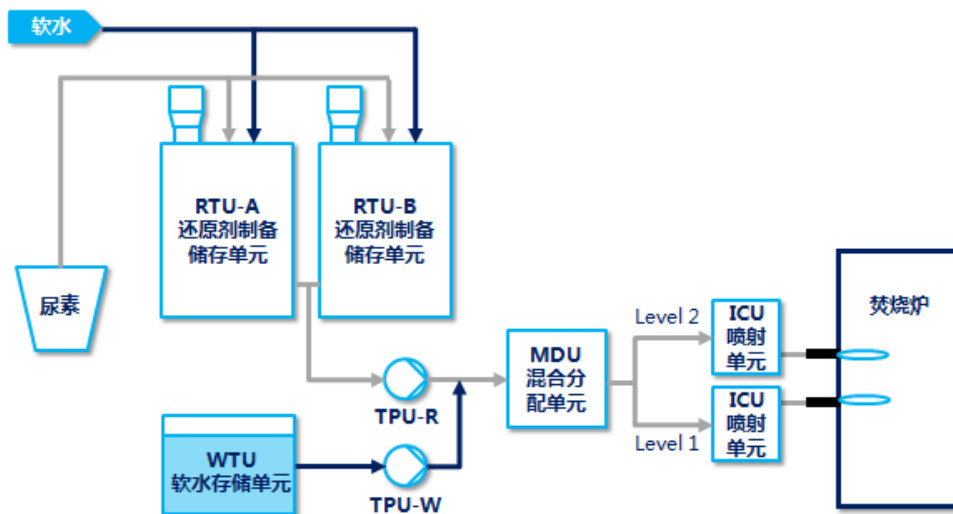 软水
RTU-A
还原剂制备
储存单元
RTU-B
还原剂制备
储存单元
尿素
焚烧炉
Level 2
ICU
喷射
单元
MDU
混合分
配单元
TPU-R
Level 1
ICU
喷射
单元
WTU
软水存储单元
TPU-W